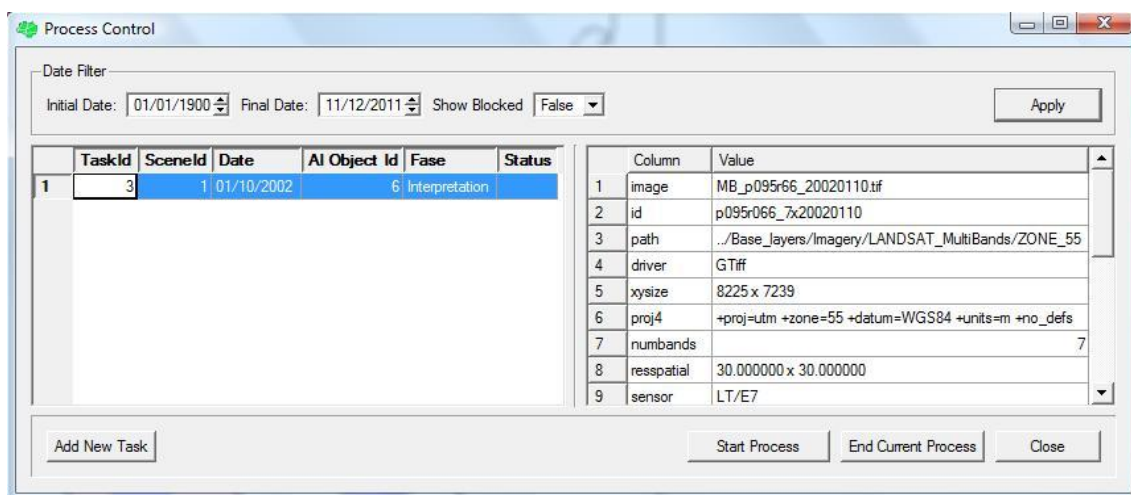 Process Control
Date Filter
Initial Date: 01/01/1900 Final Date: 11/12/2011 Show Blocked False Apply
TaskId SceneId Date AI Object Id Fase Status
1 3 1 01/10/2002 6 Interpretation
Column Value
1 image MB_p095r66_20020110.tif
2 id p095r066_7x20020110
3 path ../Base_layers/Imagery/LANDSAT_MultiBands/ZONE_55
4 driver GTiff
5 xysize 8225 x 7239
6 proj4 +proj=utm +zone=55 +datum=WGS84 +units=m +no_defs
7 numbands 7
8 resspatial 30.000000 x 30.000000
9 sensor LT/E7
Add New Task Start Process End Current Process Close